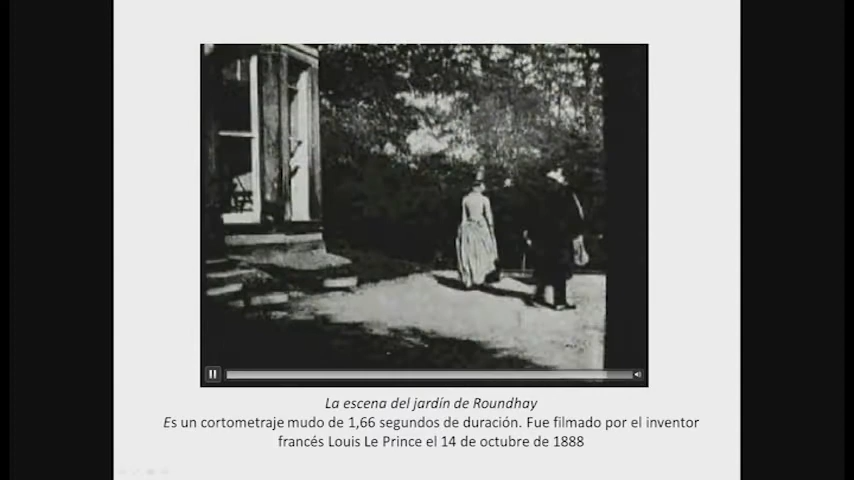 La escena del jardín de Roundhay
Es un cortometraje mudo de 1,66 segundos de duración. Fue filmado por el inventor
francés Louis Le Prince el 14 de octubre de 1888